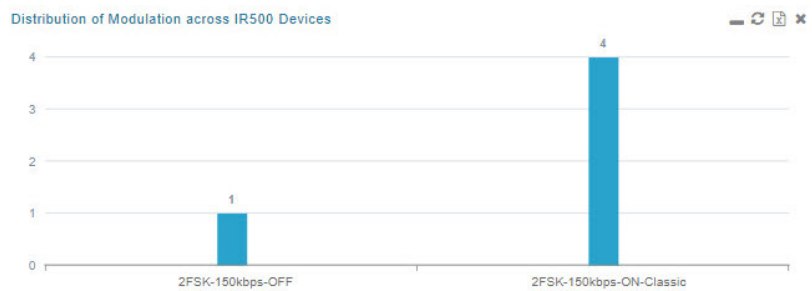 Distribution of Modulation across IR500 Devices
4
4
3
2
1
1
0
2FSK-150kbps-OFF
2FSK-150kbps-ON-Classic